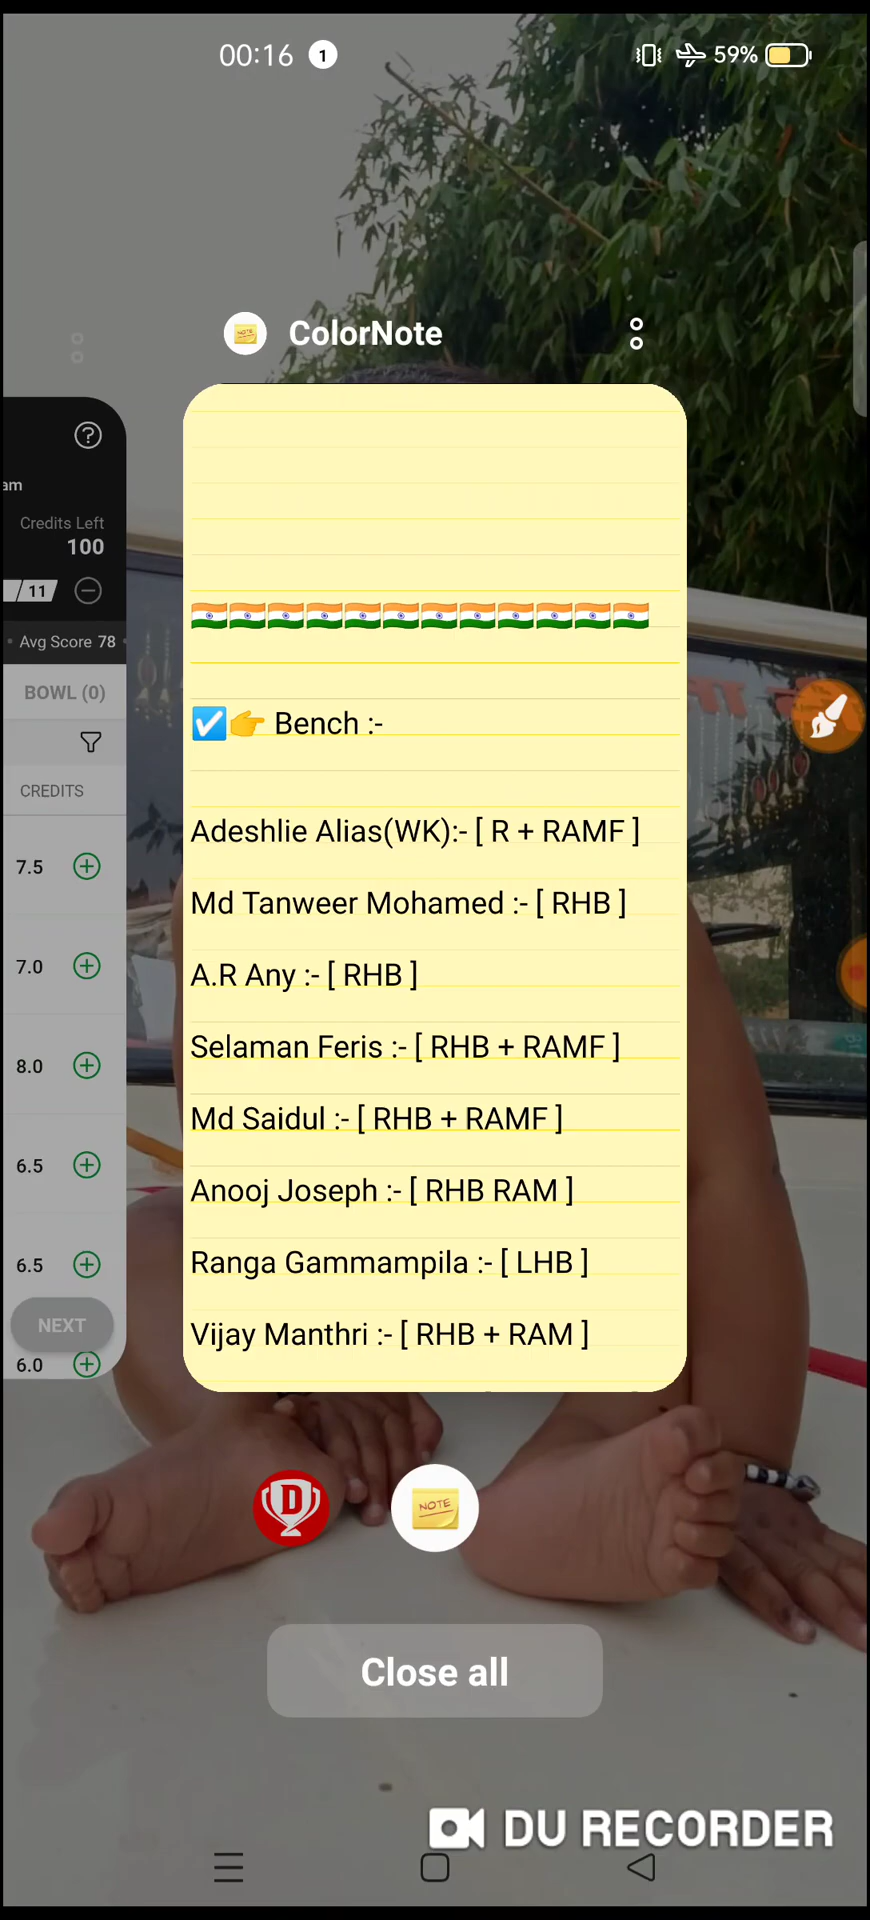 00:16 1 59%
ColorNote
am
Credits Left
100
11
Avg Score 78
BOWL (0)
CREDITS
7.5
7.0
8.0
6.5
6.5
NEXT
6.0
🇮🇳🇮🇳🇮🇳🇮🇳🇮🇳🇮🇳🇮🇳🇮🇳🇮🇳🇮🇳🇮🇳🇮🇳
☑👉 Bench :-
Adeshlie Alias(WK):- [ R + RAMF ]
Md Tanweer Mohamed :- [ RHB ]
A.R Any :- [ RHB ]
Selaman Feris :- [ RHB + RAMF ]
Md Saidul :- [ RHB + RAMF ]
Anooj Joseph :- [ RHB RAM ]
Ranga Gammampila :- [ LHB ]
Vijay Manthri :- [ RHB + RAM ]
D
NOTE
Close all
DU RECORDER